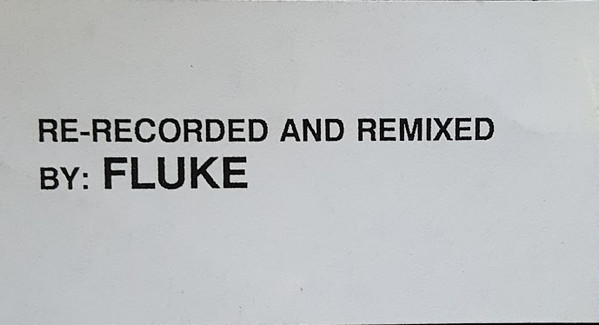 RE-RECORDED AND REMIXED
BY: FLUKE